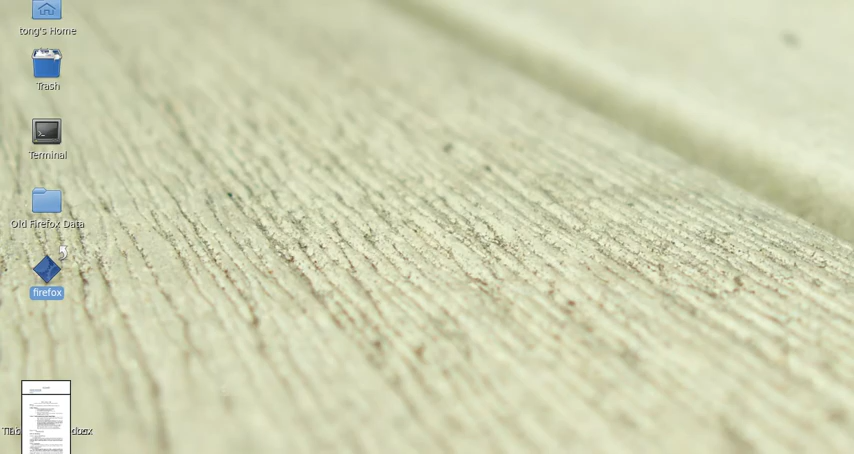 tong's Home
Trash
Terminal
Old Firefox Data
firefox